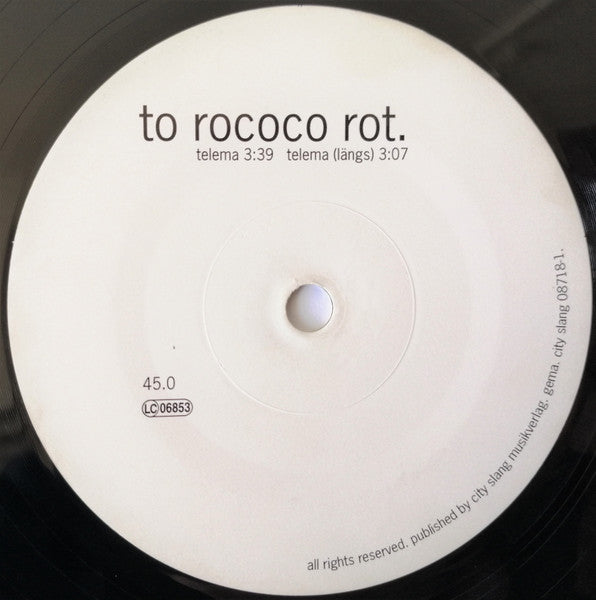 to rococo rot.
telema 3:39 telema (längs) 3:07
45.0
LC 06853
all rights reserved. published by city slang musikverlag. gema. city slang 08718-1.